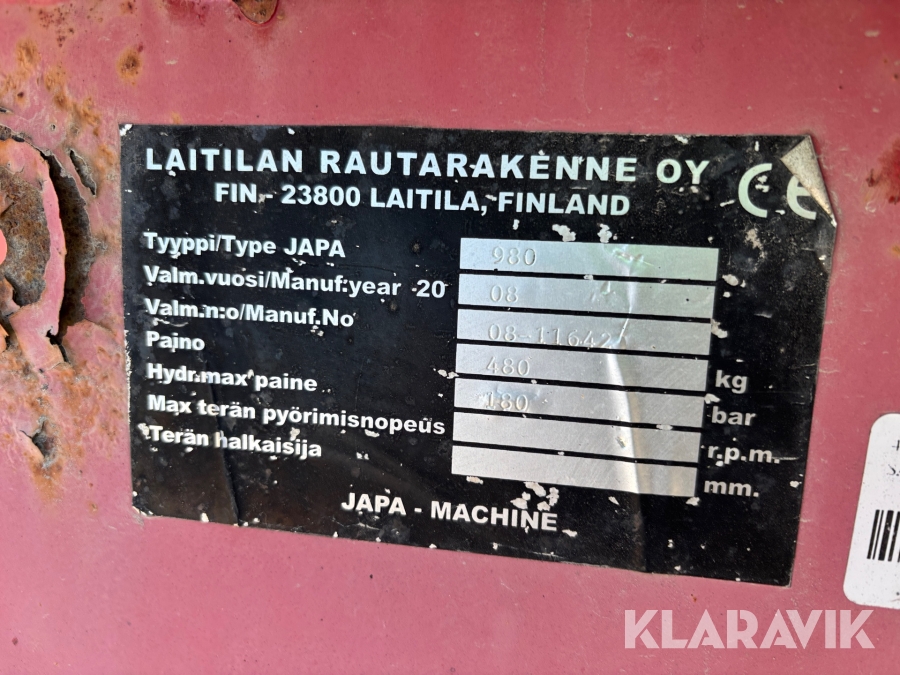 LAITILAN RAUTARAKENNE OY CE
FIN - 23800 LAITILA, FINLAND
Tyyppi/Type JAPA 980
Valm.vuosi/Manuf.year 20 08
Valm.n:o/Manuf.No 08-11642
Paino 480 kg
Hydr.max paine 180 bar
Max terän pyörimisnopeus r.p.m.
Terän halkaisija mm.
JAPA - MACHINE
KLARAVIK